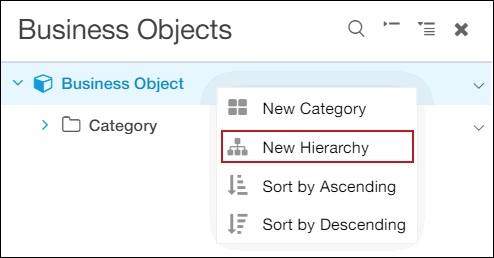 Business Objects
Business Object
Category
New Category
New Hierarchy
Sort by Ascending
Sort by Descending